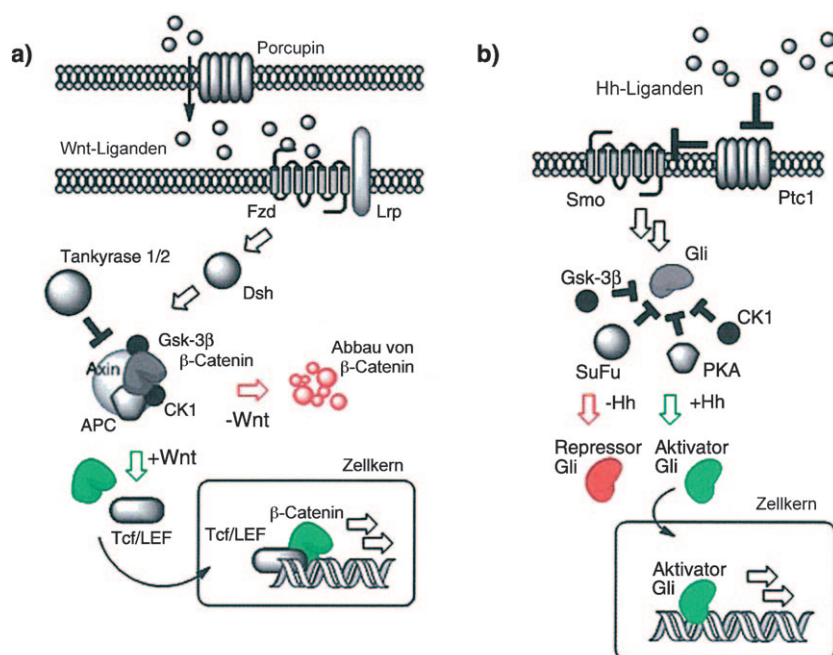 a)
Porcupin
Wnt-Liganden
Fzd
Lrp
Tankyrase 1/2
Dsh
Gsk-3β
β-Catenin
Axin
APC
CK1
-Wnt
Abbau von
β-Catenin
+Wnt
Tcf/LEF
Zellkern
Tcf/LEF
β-Catenin
b)
Hh-Liganden
Smo
Ptc1
Gli
Gsk-3β
CK1
SuFu
PKA
-Hh
+Hh
Repressor
Gli
Aktivator
Gli
Zellkern
Aktivator
Gli